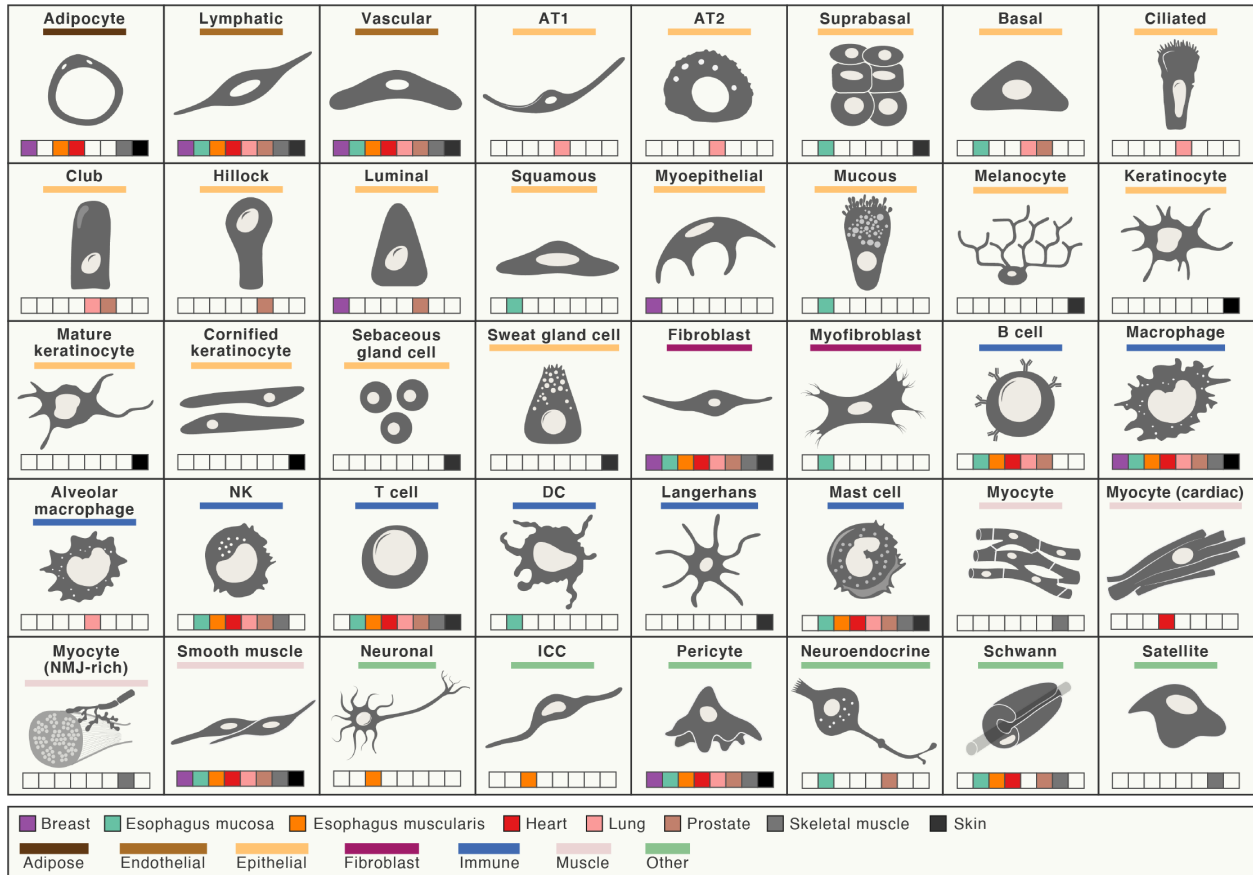 Adipocyte
Lymphatic
Vascular
AT1
AT2
Suprabasal
Basal
Ciliated
Club
Hillock
Luminal
Squamous
Myoepithelial
Mucous
Melanocyte
Keratinocyte
Mature
keratinocyte
Cornified
keratinocyte
Sebaceous
gland cell
Sweat gland cell
Fibroblast
Myofibroblast
B cell
Macrophage
Alveolar
macrophage
NK
T cell
DC
Langerhans
Mast cell
Myocyte
Myocyte (cardiac)
Myocyte
(NMJ-rich)
Smooth muscle
Neuronal
ICC
Pericyte
Neuroendocrine
Schwann
Satellite
Breast Esophagus mucosa Esophagus muscularis Heart Lung Prostate Skeletal muscle Skin
Adipose Endothelial Epithelial Fibroblast Immune Muscle Other